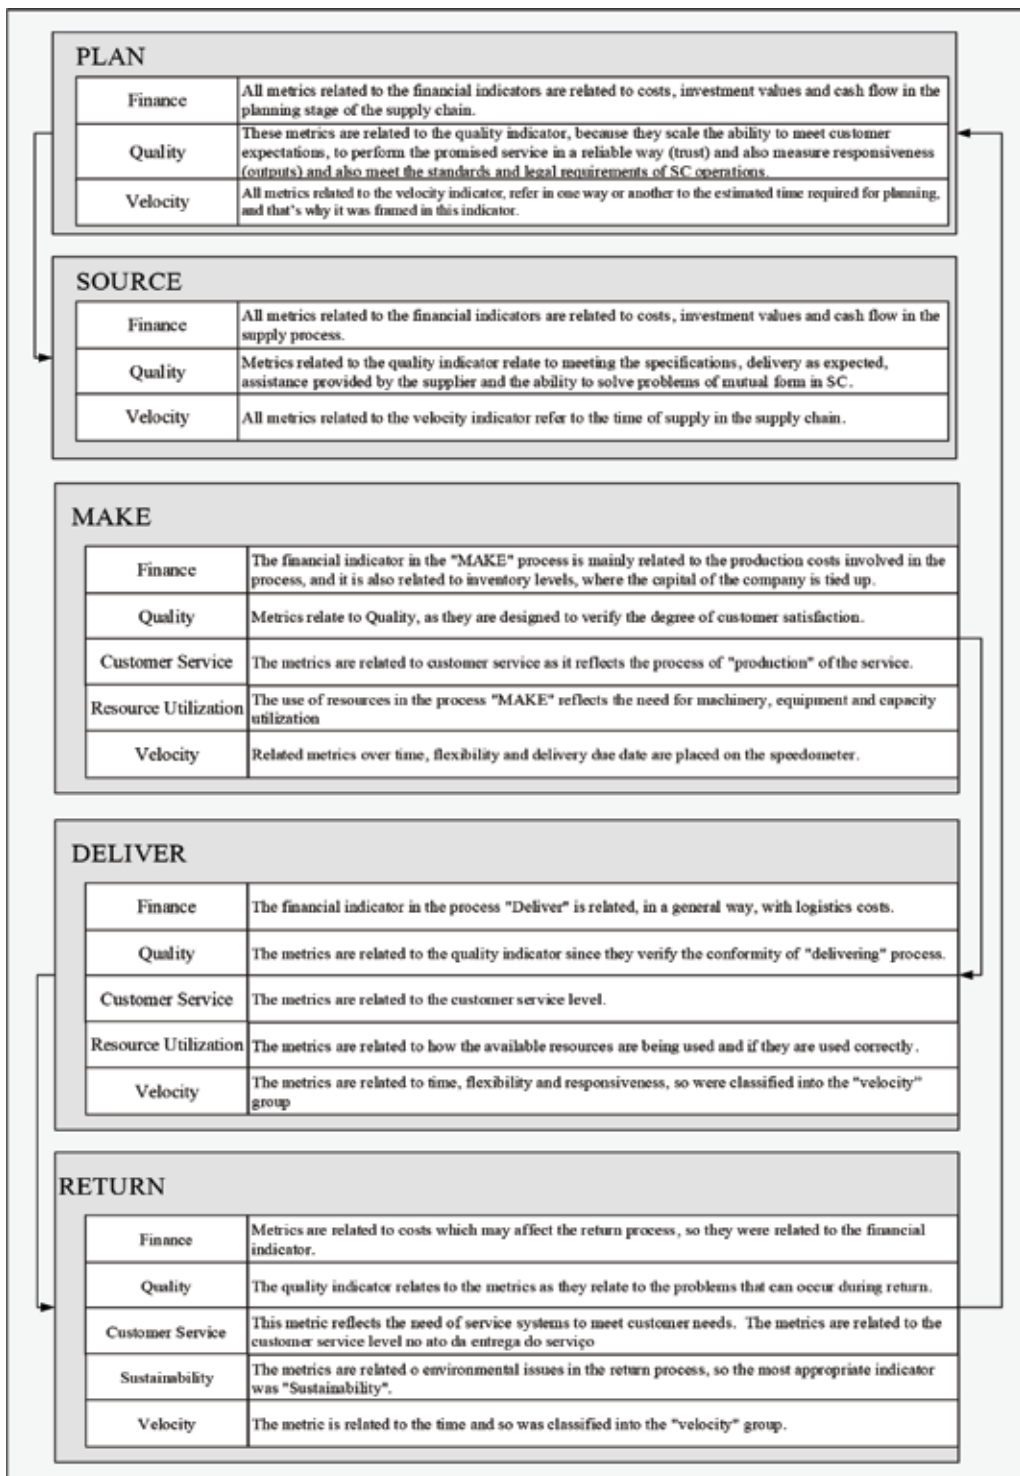 PLAN
Finance
All metrics related to the financial indicators are related to costs, investment values and cash flow in the
planning stage of the supply chain.
Quality
These metrics are related to the quality indicator, because they scale the ability to meet customer
expectations, to perform the promised service in a reliable way (trust) and also measure responsiveness
(outputs) and also meet the standards and legal requirements of SC operations.
Velocity
All metrics related to the velocity indicator, refer in one way or another to the estimated time required for planning,
and that's why it was framed in this indicator.
SOURCE
Finance
All metrics related to the financial indicators are related to costs, investment values and cash flow in the
supply process.
Quality
Metrics related to the quality indicator relate to meeting the specifications, delivery as expected,
assistance provided by the supplier and the ability to solve problems of mutual form in SC.
Velocity
All metrics related to the velocity indicator refer to the time of supply in the supply chain.
MAKE
Finance
The financial indicator in the "MAKE" process is mainly related to the production costs involved in the
process, and it is also related to inventory levels, where the capital of the company is tied up.
Quality
Metrics relate to Quality, as they are designed to verify the degree of customer satisfaction.
Customer Service
The metrics are related to customer service as it reflects the process of "production" of the service.
Resource Utilization
The use of resources in the process "MAKE" reflects the need for machinery, equipment and capacity
utilization
Velocity
Related metrics over time, flexibility and delivery due date are placed on the speedometer.
DELIVER
Finance
The financial indicator in the process "Deliver" is related, in a general way, with logistics costs.
Quality
The metrics are related to the quality indicator since they verify the conformity of "delivering" process.
Customer Service
The metrics are related to the customer service level.
Resource Utilization
The metrics are related to how the available resources are being used and if they are used correctly.
Velocity
The metrics are related to time, flexibility and responsiveness, so were classified into the "velocity"
group
RETURN
Finance
Metrics are related to costs which may affect the return process, so they were related to the financial
indicator.
Quality
The quality indicator relates to the metrics as they relate to the problems that can occur during return.
Customer Service
This metric reflects the need of service systems to meet customer needs. The metrics are related to the
customer service level no ato da entrega do serviço
Sustainability
The metrics are related o environmental issues in the return process, so the most appropriate indicator
was "Sustainability".
Velocity
The metric is related to the time and so was classified into the "velocity" group.